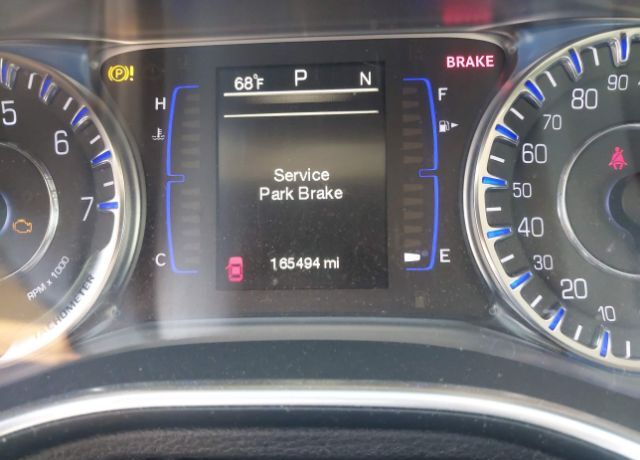 68°F P N
BRAKE
H
F
Service
Park Brake
C
E
165494 mi
5
6
7
RPM x 1000
TACHOMETER
10
20
30
40
50
60
70
80
90